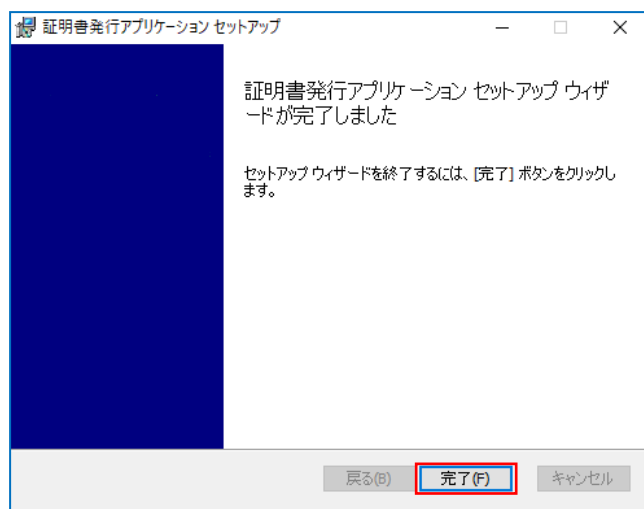 証明書発行アプリケーション セットアップ
証明書発行アプリケーション セットアップ ウィザ
ードが完了しました
セットアップ ウィザードを終了するには、[完了] ボタンをクリックし
ます。
戻る(B) 完了(F) キャンセル